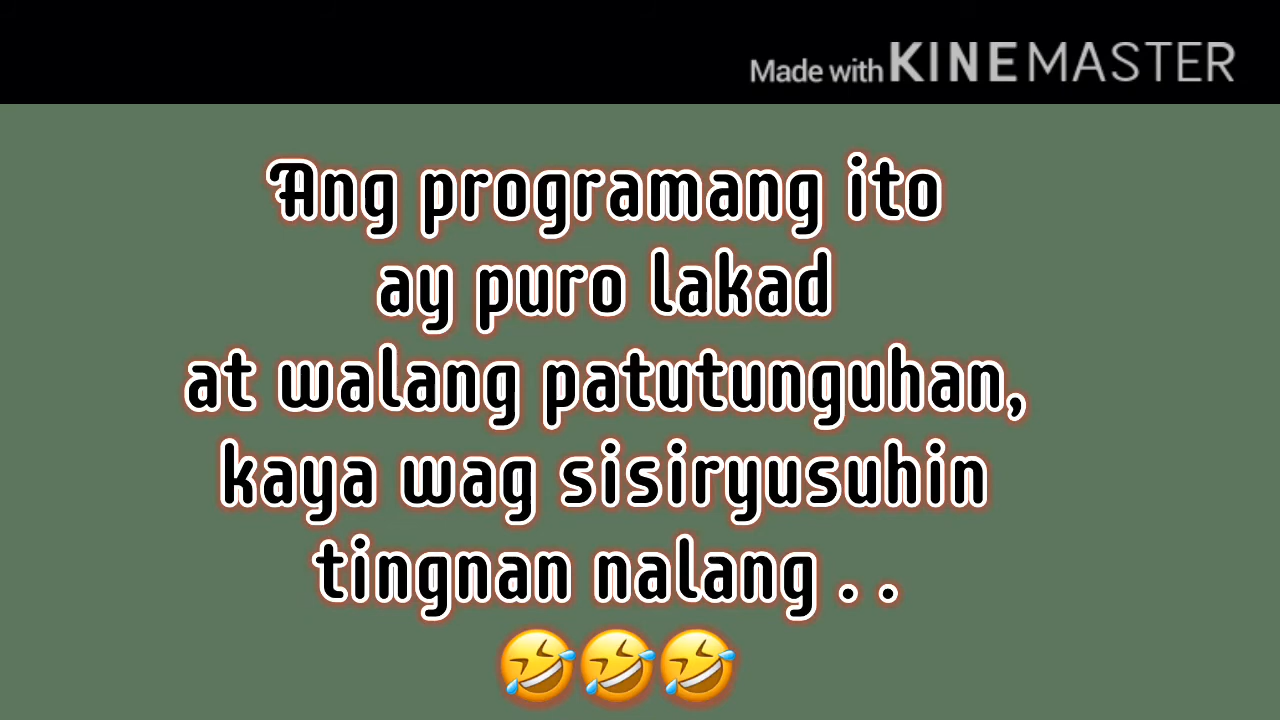 Made with KINEMASTER
Ang programang ito
ay puro lakad
at walang patutunguhan,
kaya wag sisiryusuhin
tingnan nalang . .
🤣🤣🤣